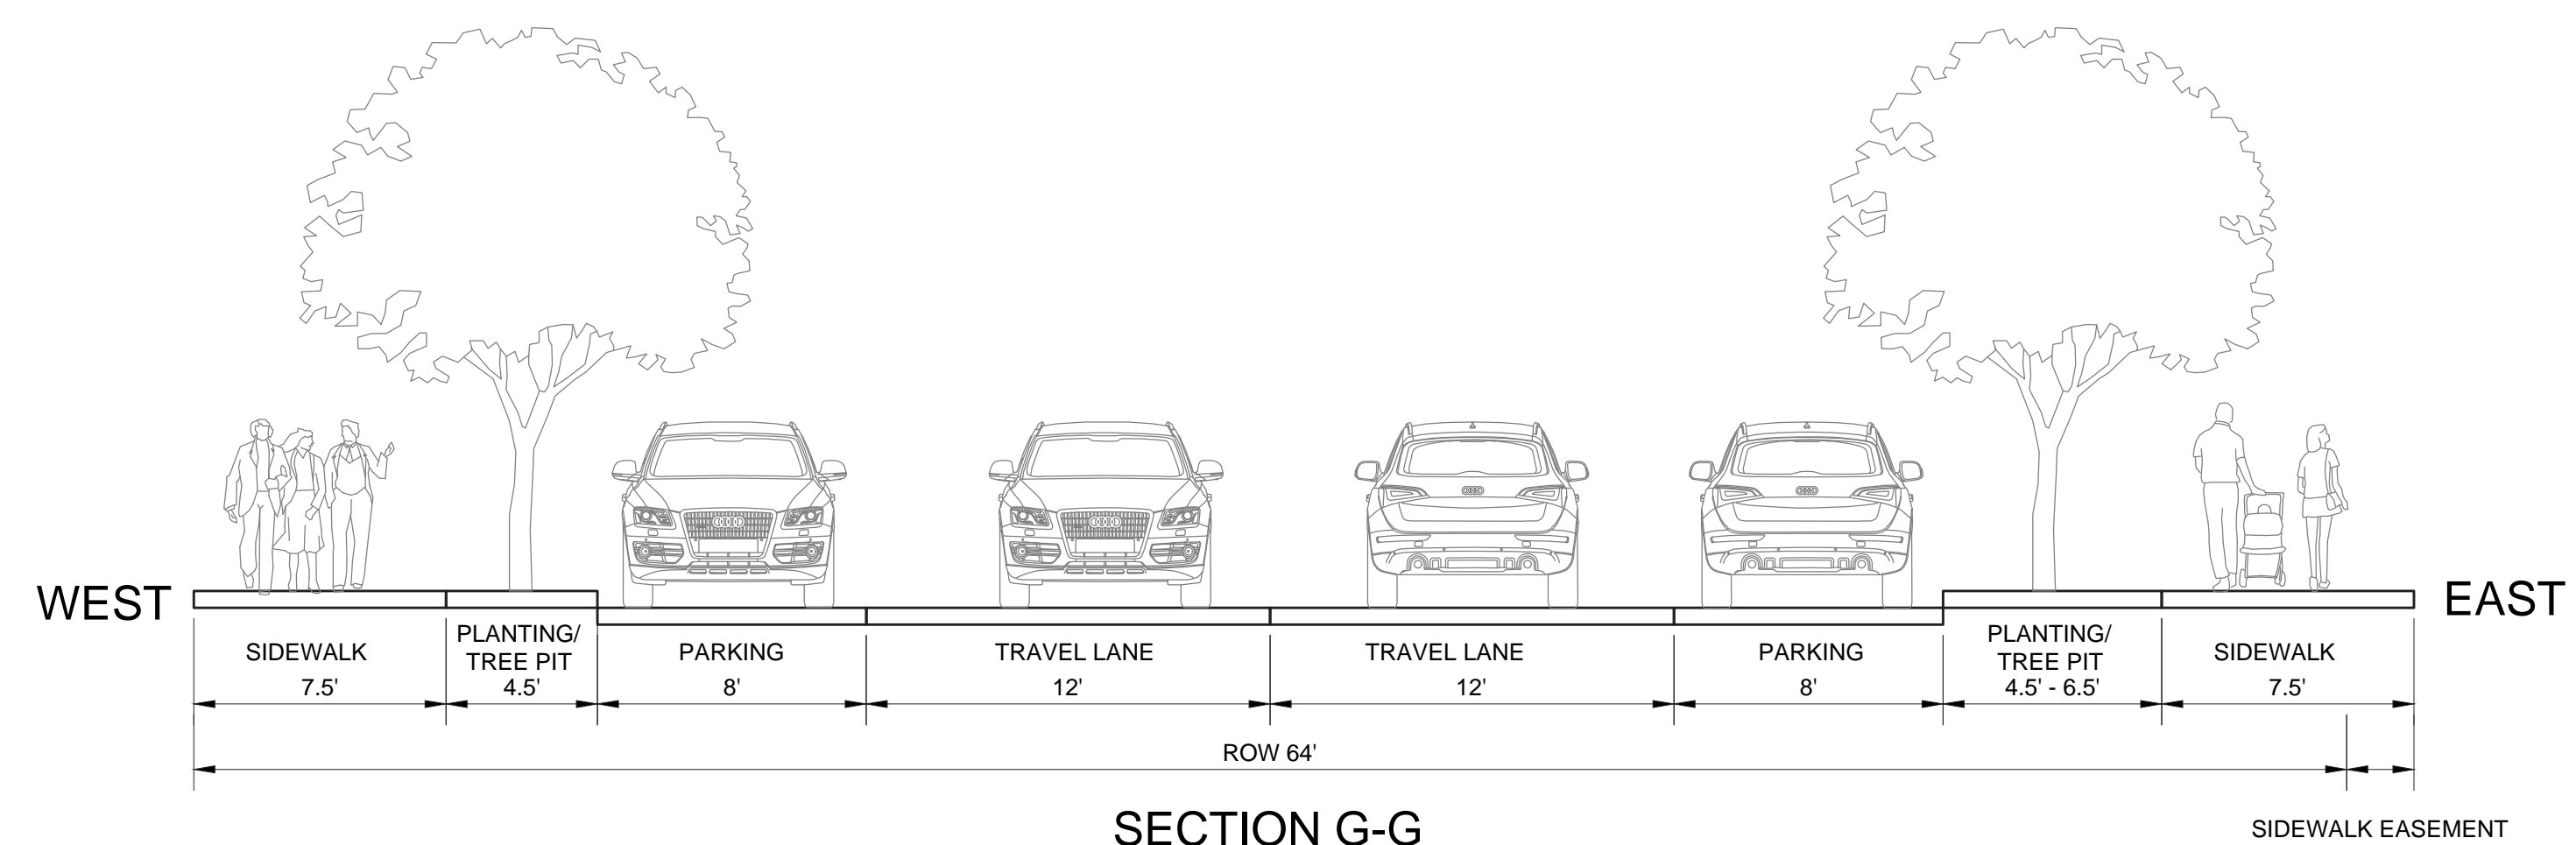 WEST
EAST
SIDEWALK
7.5'
PLANTING/
TREE PIT
4.5'
PARKING
8'
TRAVEL LANE
12'
TRAVEL LANE
12'
PARKING
8'
PLANTING/
TREE PIT
4.5' - 6.5'
SIDEWALK
7.5'
ROW 64'
SECTION G-G
SIDEWALK EASEMENT